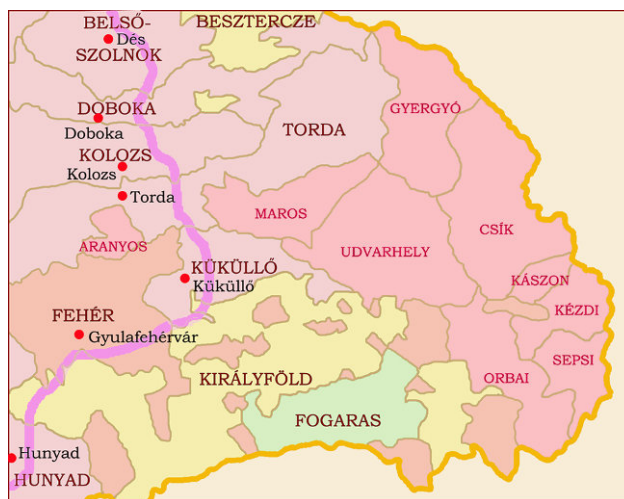 BELSŐ-
Dés
SZOLNOK
BESZTERCZE
DOBOKA
Doboka
KOLOZS
Kolozs
Torda
TORDA
GYERGYÓ
MAROS
ARANYOS
UDVARHELY
CSÍK
KÜKÜLLŐ
Küküllő
KÁSZON
KÉZDI
FEHÉR
Gyulafehérvár
SEPSI
ORBAI
KIRÁLYFÖLD
FOGARAS
Hunyad
HUNYAD